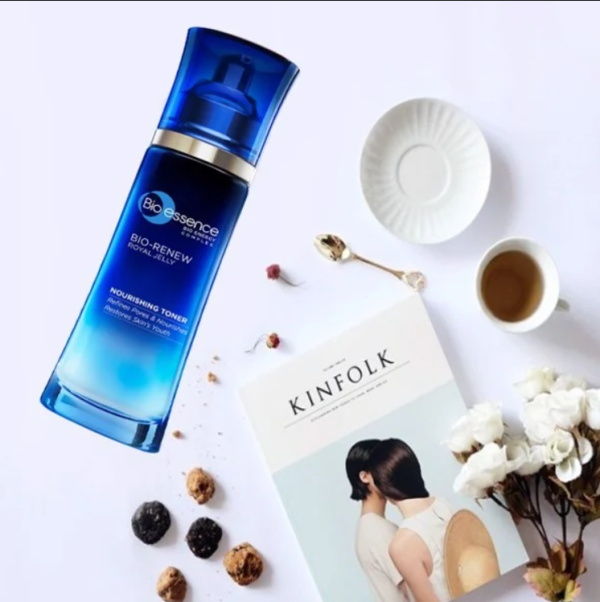 Bio essence
BIO ENERGY
COMPLEX
BIO-RENEW
ROYAL JELLY
NOURISHING TONER
Refines Pores & Nourishes
Restores Skin's Youth
KINFOLK